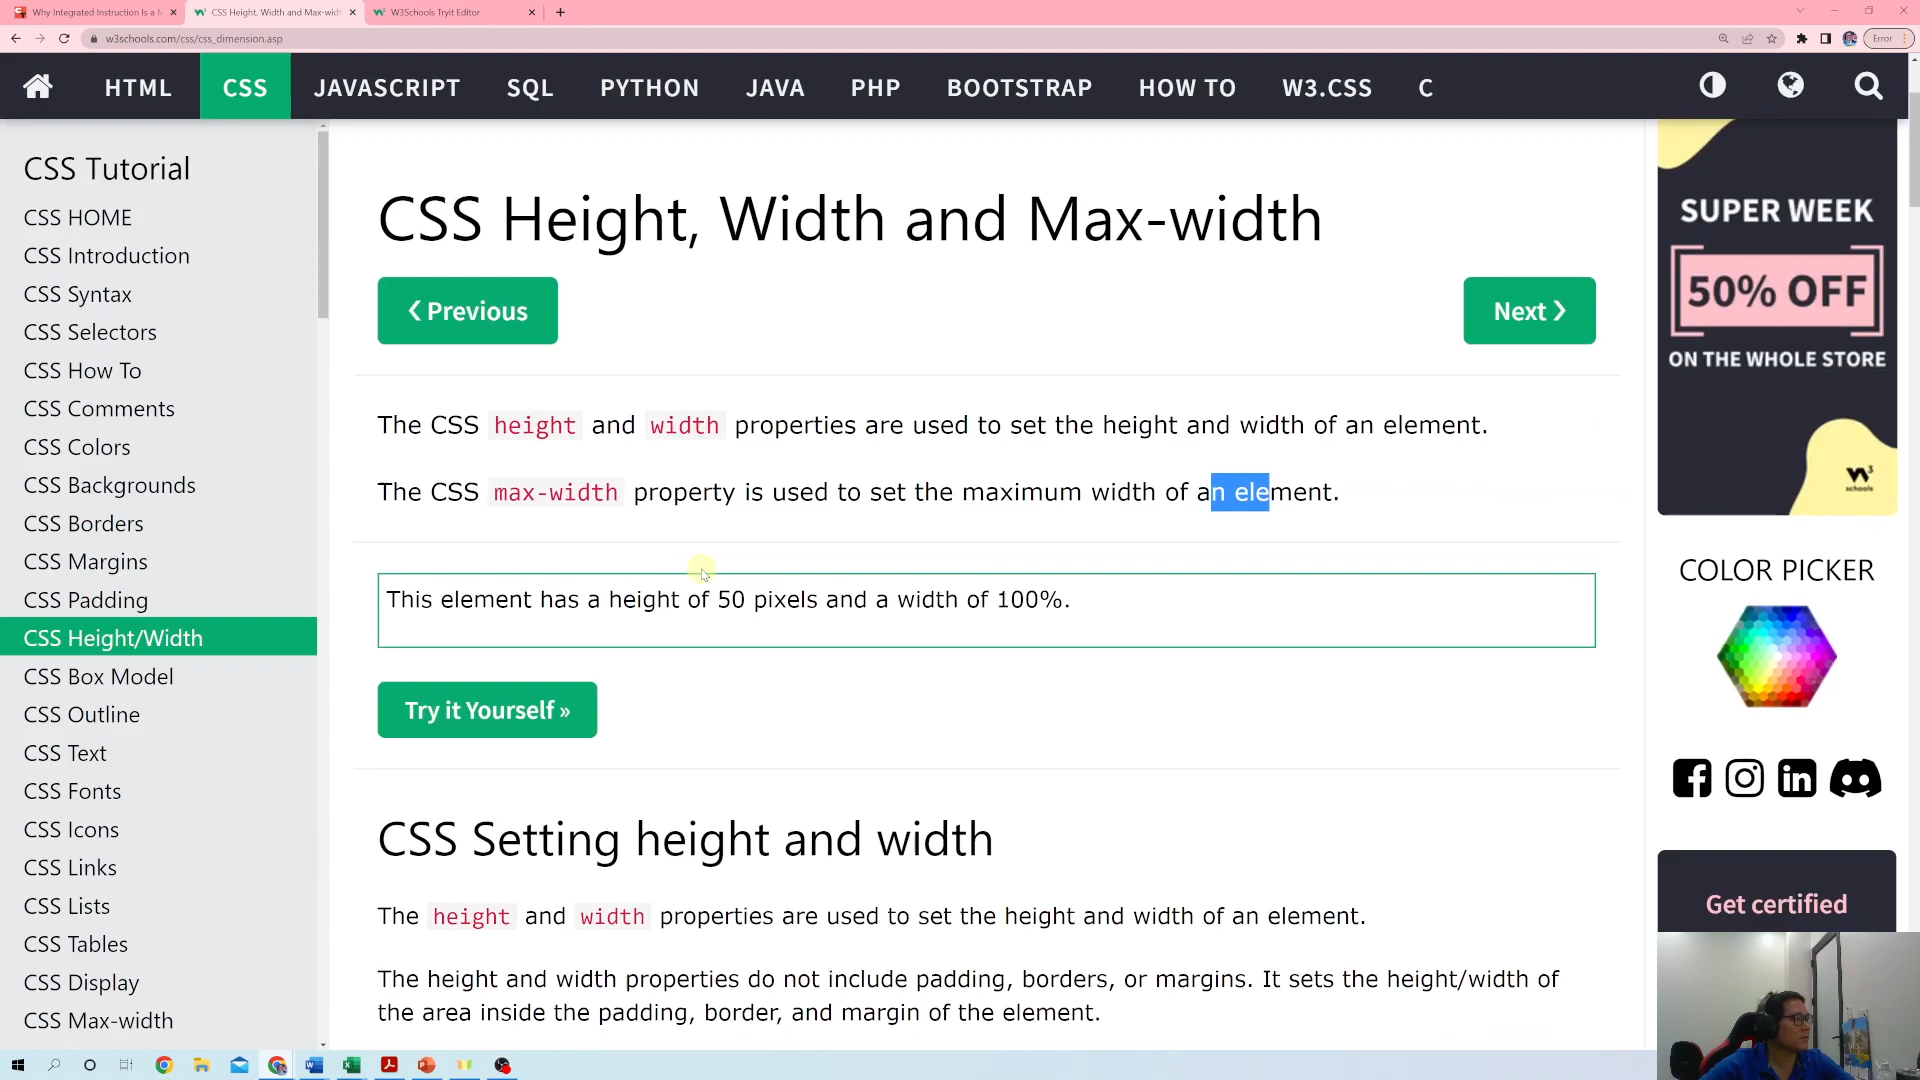 Why Integrated Instruction Is a M
CSS Height, Width and Max-wid
W3Schools Tryit Editor
w3schools.com/css/css_dimension.asp
Error
HTML
CSS
JAVASCRIPT
SQL
PYTHON
JAVA
PHP
BOOTSTRAP
HOW TO
W3.CSS
C
CSS Tutorial
CSS HOME
CSS Introduction
CSS Syntax
CSS Selectors
CSS How To
CSS Comments
CSS Colors
CSS Backgrounds
CSS Borders
CSS Margins
CSS Padding
CSS Height/Width
CSS Box Model
CSS Outline
CSS Text
CSS Fonts
CSS Icons
CSS Links
CSS Lists
CSS Tables
CSS Display
CSS Max-width
CSS Height, Width and Max-width
❮ Previous
Next ❯
The CSS height and width properties are used to set the height and width of an element.
The CSS max-width property is used to set the maximum width of an element.
This element has a height of 50 pixels and a width of 100%.
Try it Yourself »
CSS Setting height and width
The height and width properties are used to set the height and width of an element.
The height and width properties do not include padding, borders, or margins. It sets the height/width of
the area inside the padding, border, and margin of the element.
SUPER WEEK
50% OFF
ON THE WHOLE STORE
W3
schools
COLOR PICKER
Get certified